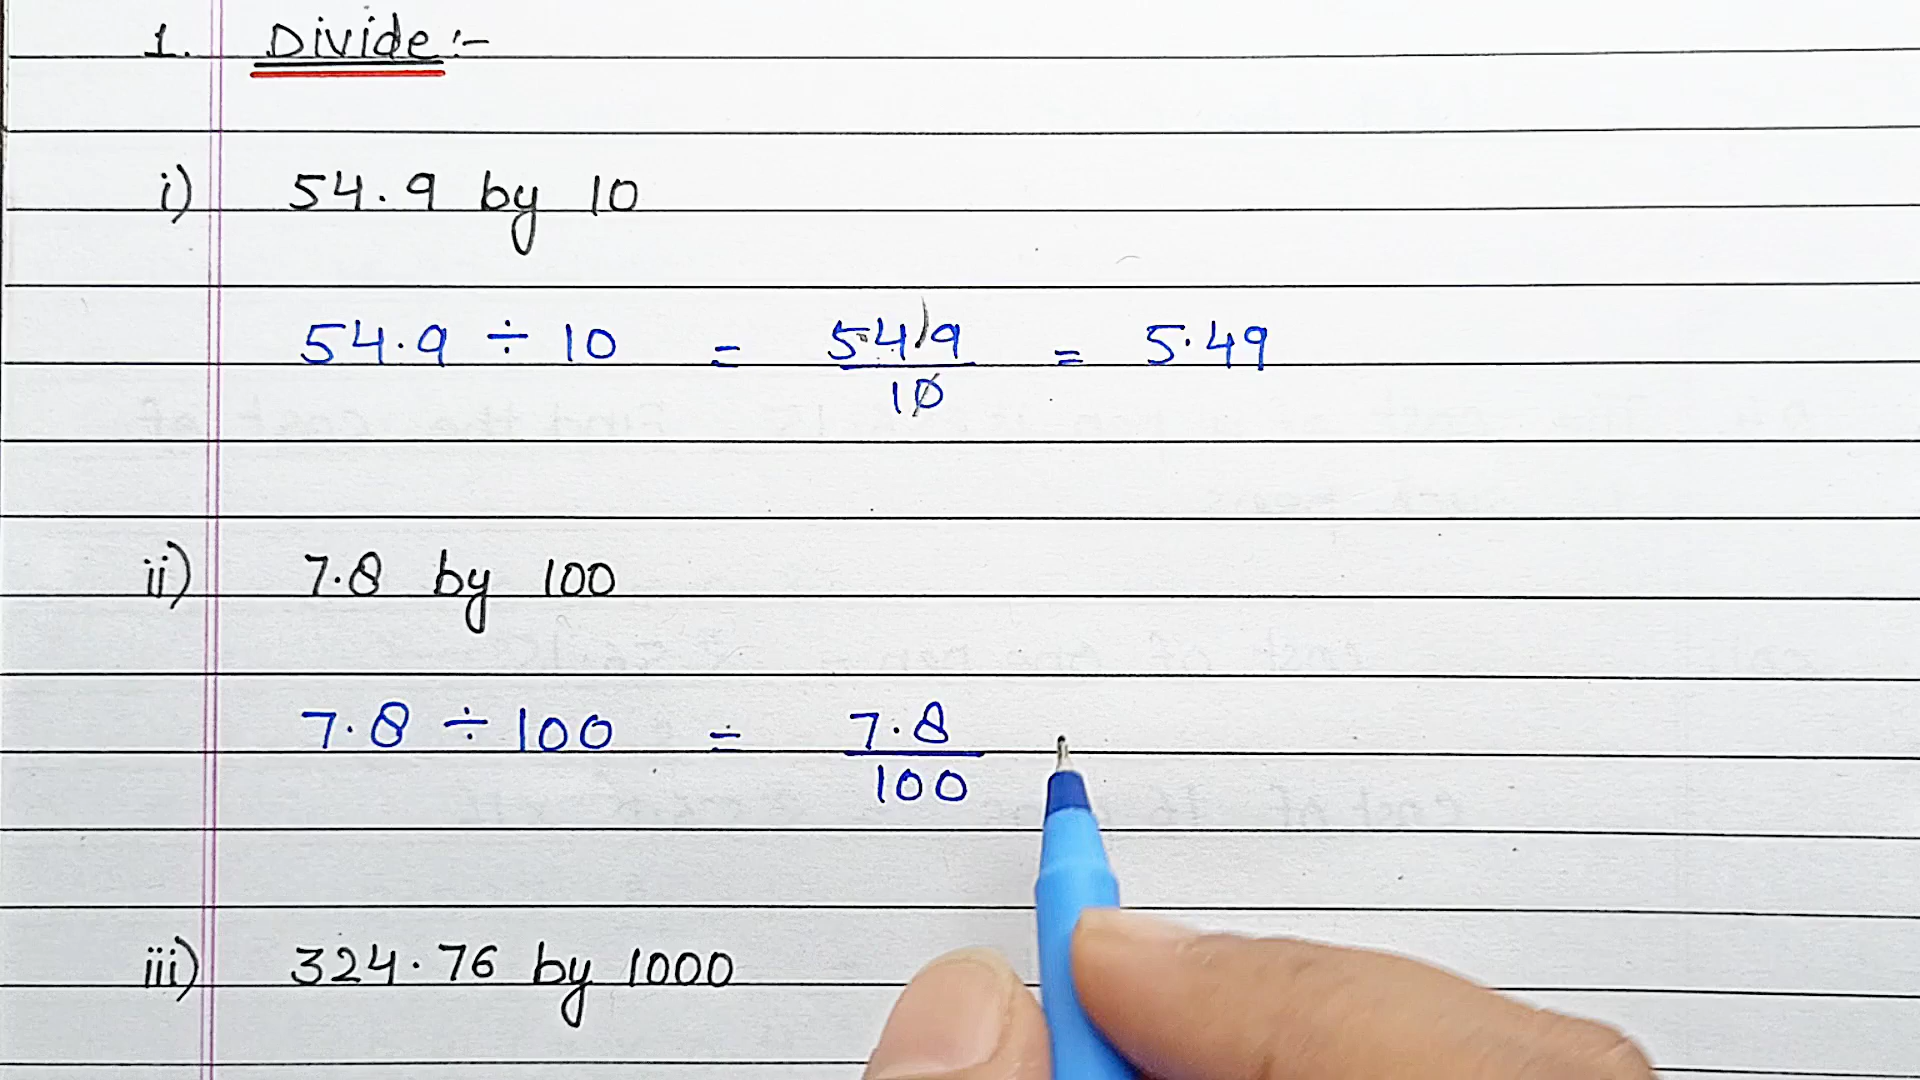 1. Divide:-
i) 54.9 by 10
54.9 ÷ 10 = 54.9/10 = 5.49
ii) 7.8 by 100
7.8 ÷ 100 = 7.8/100
iii) 324.76 by 1000